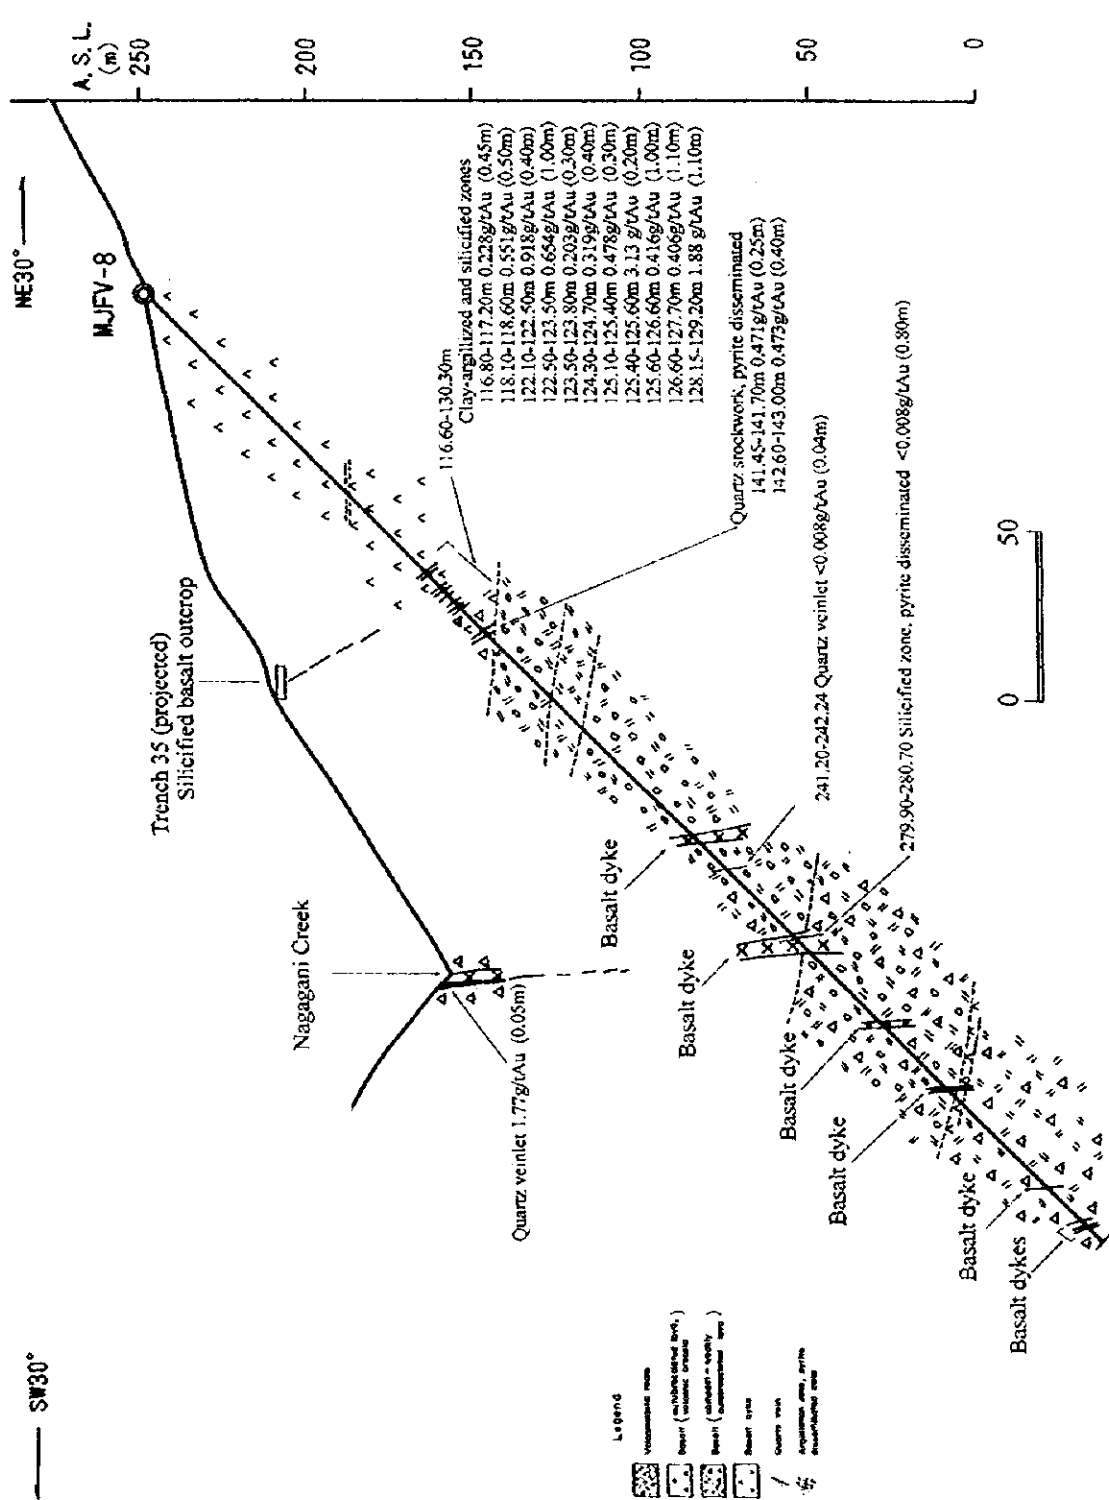 SW30°
NE30°
A. S. L.
(m)
250
200
150
100
50
0
MJFV-8
Trench 35 (projected)
Silicified basalt outcrop
Nagagani Creek
Quartz veinlet 1.77g/tAu (0.05m)
116.60-130.30m
Clay-argillized and silicified zones
116.80-117.20m 0.228g/tAu (0.45m)
118.10-118.60m 0.551g/tAu (0.50m)
122.10-122.50m 0.918g/tAu (0.40m)
122.50-123.50m 0.654g/tAu (1.00m)
123.50-123.80m 0.203g/tAu (0.30m)
124.30-124.70m 0.319g/tAu (0.40m)
125.10-125.40m 0.478g/tAu (0.30m)
125.40-125.60m 3.13 g/tAu (0.20m)
125.60-126.60m 0.416g/tAu (1.00m)
126.60-127.70m 0.406g/tAu (1.10m)
128.15-129.20m 1.88 g/tAu (1.10m)
Quartz stockwork, pyrite disseminated
141.45-141.70m 0.471g/tAu (0.25m)
142.60-143.00m 0.473g/tAu (0.40m)
241.20-242.24 Quartz veinlet <0.008g/tAu (0.04m)
279.90-280.70 Silicified zone, pyrite disseminated <0.008g/tAu (0.80m)
Basalt dyke
Basalt dyke
Basalt dyke
Basalt dyke
Basalt dyke
Basalt dykes
0
50
Legend
Basalt dyke
Quartz vein